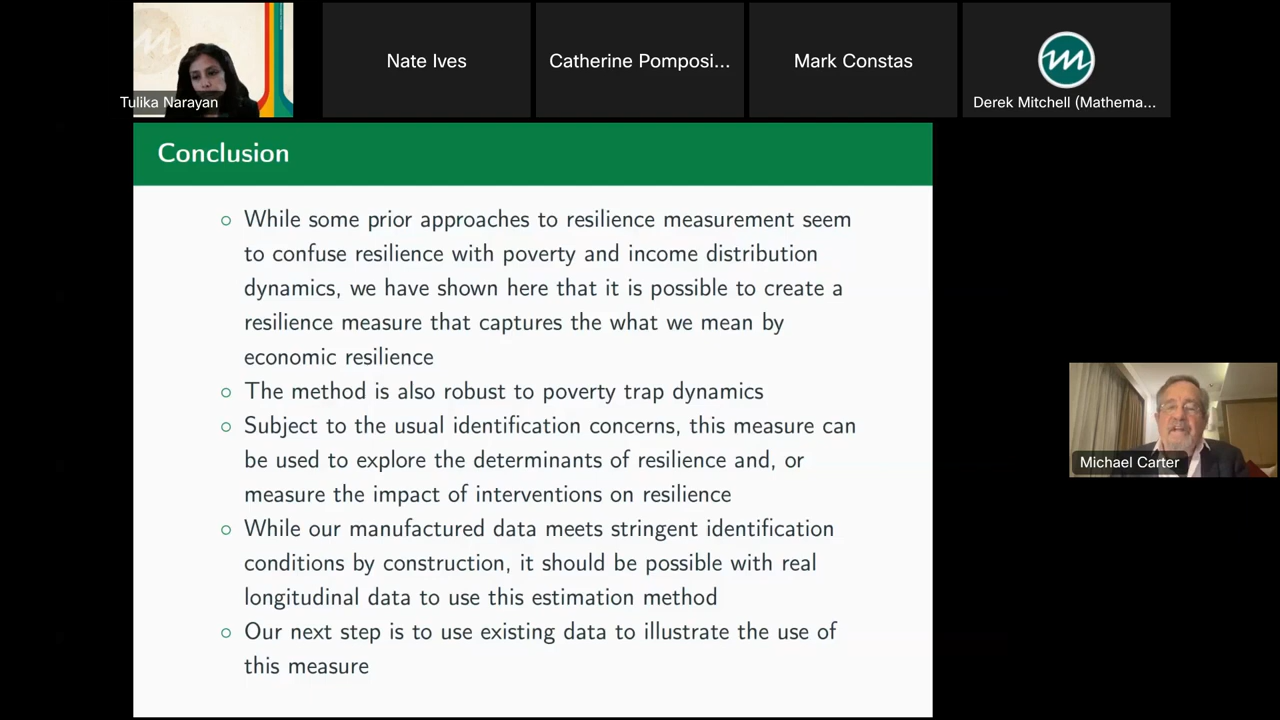 Tulika Narayan
Nate Ives
Catherine Pomposi...
Mark Constas
Derek Mitchell (Mathema...
Conclusion
While some prior approaches to resilience measurement seem
to confuse resilience with poverty and income distribution
dynamics, we have shown here that it is possible to create a
resilience measure that captures the what we mean by
economic resilience
The method is also robust to poverty trap dynamics
Subject to the usual identification concerns, this measure can
be used to explore the determinants of resilience and, or
measure the impact of interventions on resilience
While our manufactured data meets stringent identification
conditions by construction, it should be possible with real
longitudinal data to use this estimation method
Our next step is to use existing data to illustrate the use of
this measure
Michael Carter